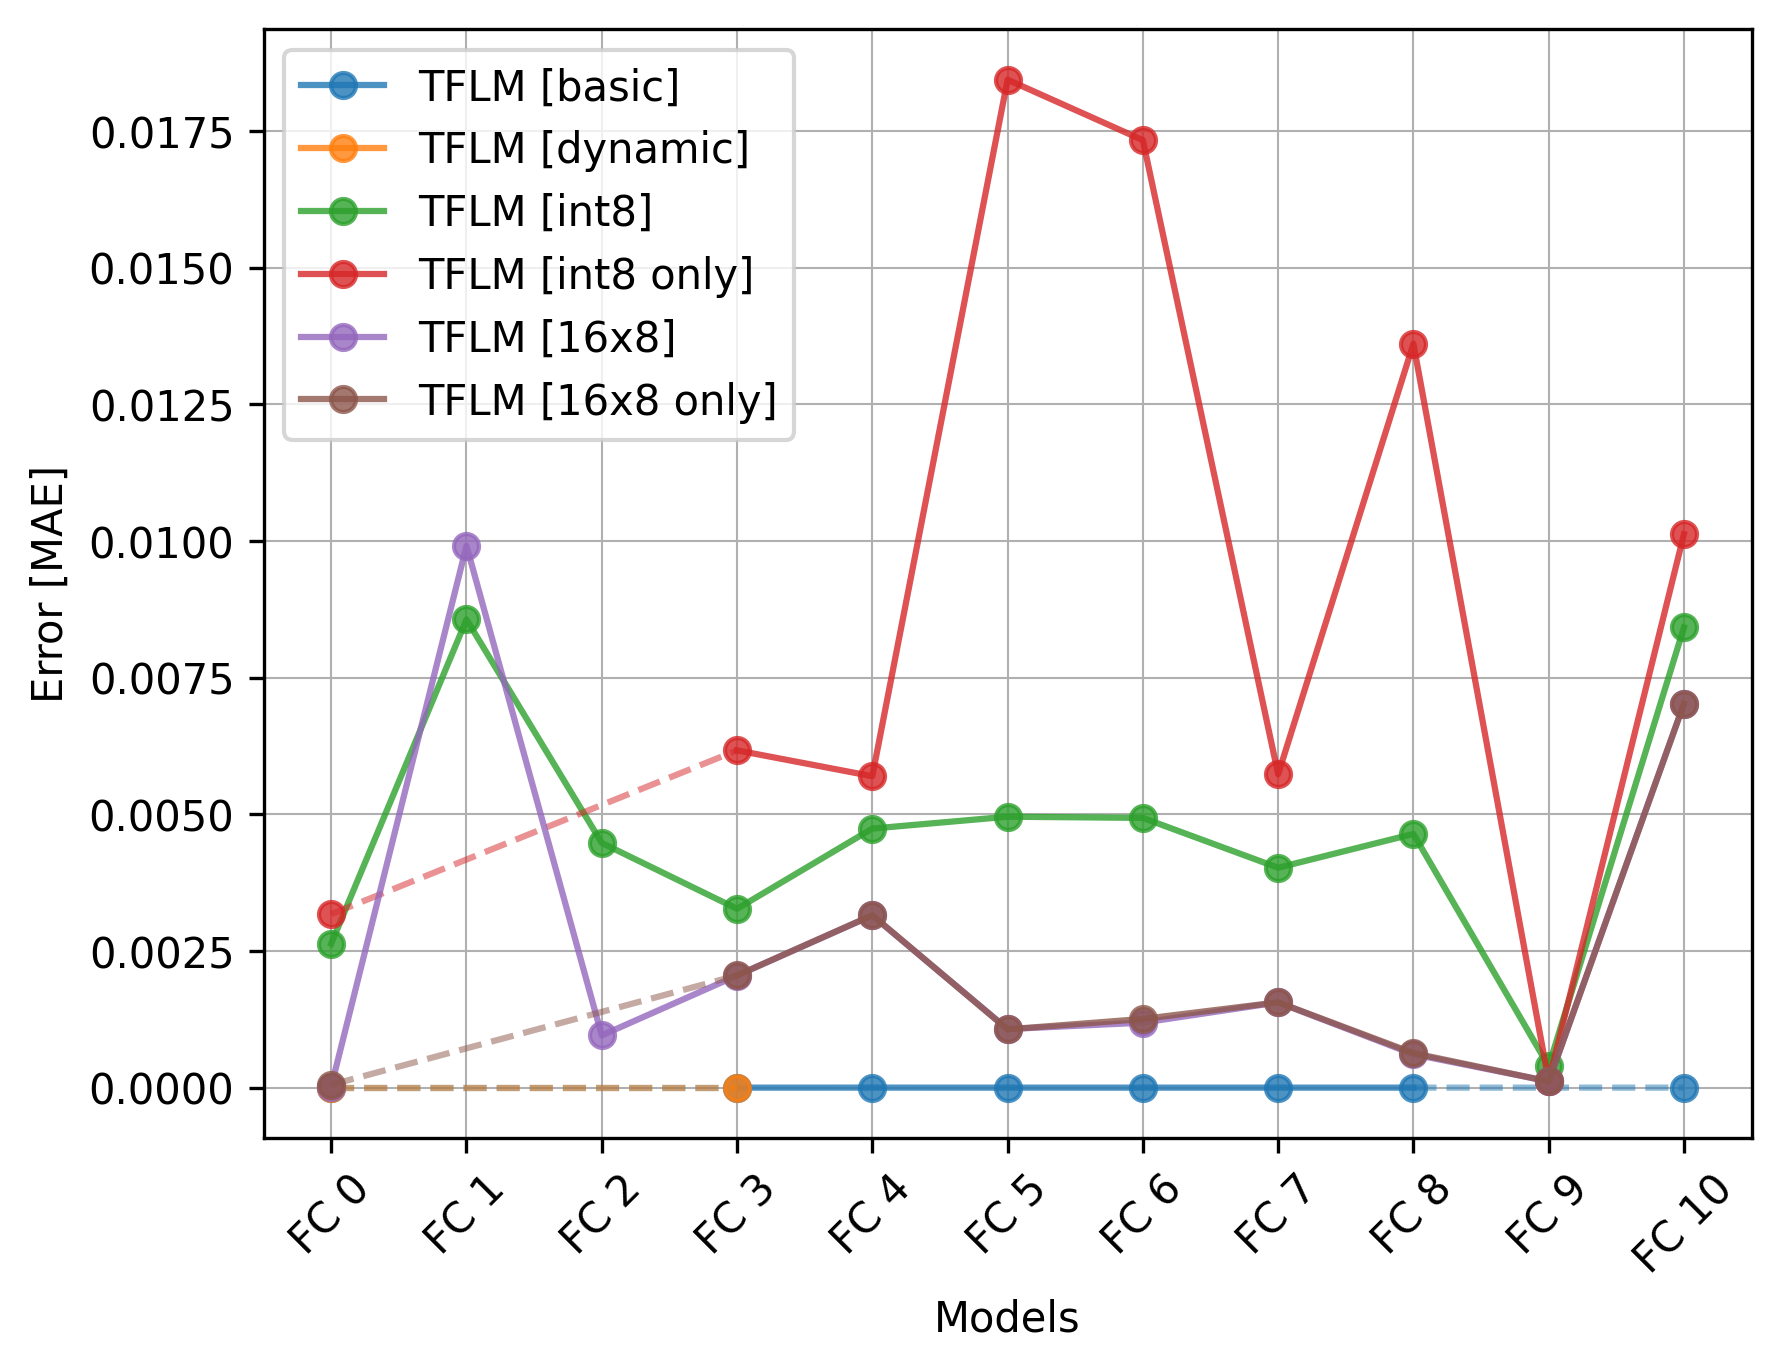 TFLM [basic]
TFLM [dynamic]
TFLM [int8]
TFLM [int8 only]
TFLM [16x8]
TFLM [16x8 only]
0.0175
0.0150
0.0125
0.0100
0.0075
0.0050
0.0025
0.0000
Error [MAE]
FC 0
FC 1
FC 2
FC 3
FC 4
FC 5
FC 6
FC 7
FC 8
FC 9
FC 10
Models